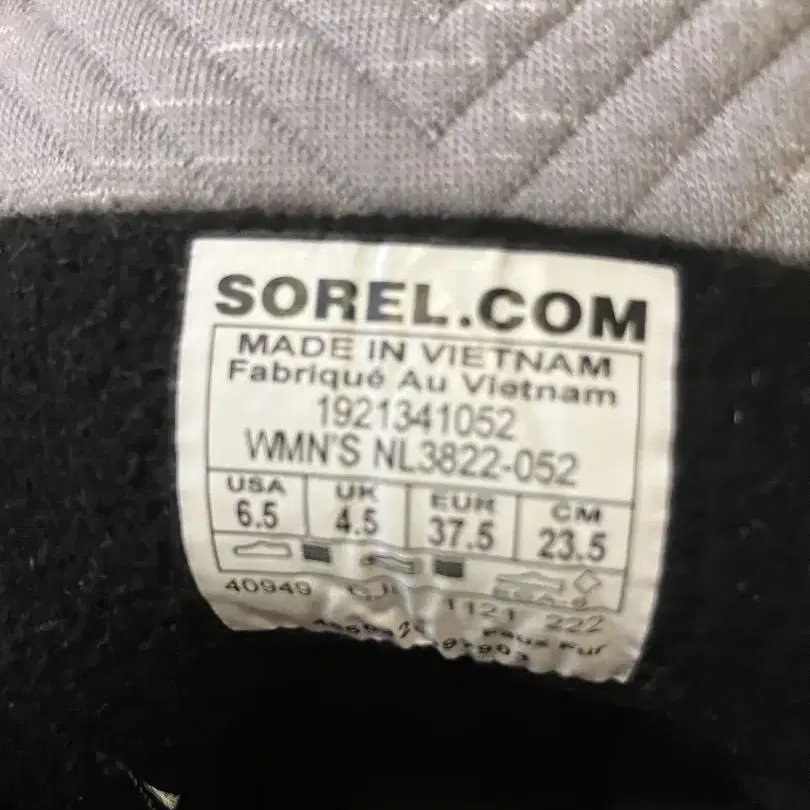 SOREL.COM
MADE IN VIETNAM
Fabriqué Au Vietnam
1921341052
WMN'S NL3822-052
USA UK EUR CM
6.5 4.5 37.5 23.5
40949 1121 222
Faux Fur